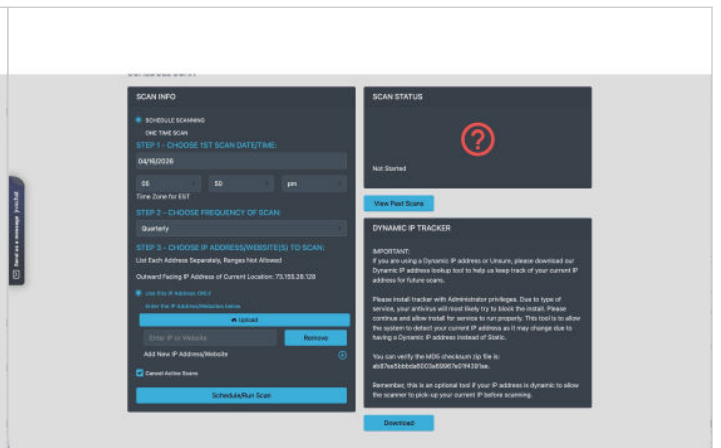 SCAN INFO
SCHEDULE SCANNING
ONE TIME SCAN
STEP 1 - CHOOSE 1ST SCAN DATE/TIME:
04/16/2026
05 50 pm
Time Zone for EST
STEP 2 - CHOOSE FREQUENCY OF SCAN:
Quarterly
STEP 3 - CHOOSE IP ADDRESS/WEBSITE(S) TO SCAN:
List Each Address Separately, Ranges Not Allowed
Outward Facing IP Address of Current Location: 73.155.28.128
Use this IP Address ONLY
Enter the IP Address/Websites below
Upload
Enter IP or Website
Remove
Add New IP Address/Website
Cancel Active Scans
Schedule/Run Scan
SCAN STATUS
Not Started
View Past Scans
DYNAMIC IP TRACKER
IMPORTANT:
If you are using a Dynamic IP address or Unsure, please download our
Dynamic IP address lookup tool to help us keep track of your current IP
address for future scans.
Please install tracker with Administrator privileges. Due to type of
service, your antivirus will most likely try to block the install. Please
continue and allow install for service to run properly. This tool is to allow
the system to detect your current IP address as it may change due to
having a Dynamic IP address instead of Static.
You can verify the MD5 checksum zip file is:
Remember, this is an optional tool if your IP address is dynamic to allow
the scanner to pick-up your current IP before scanning.
Download
Send us a message